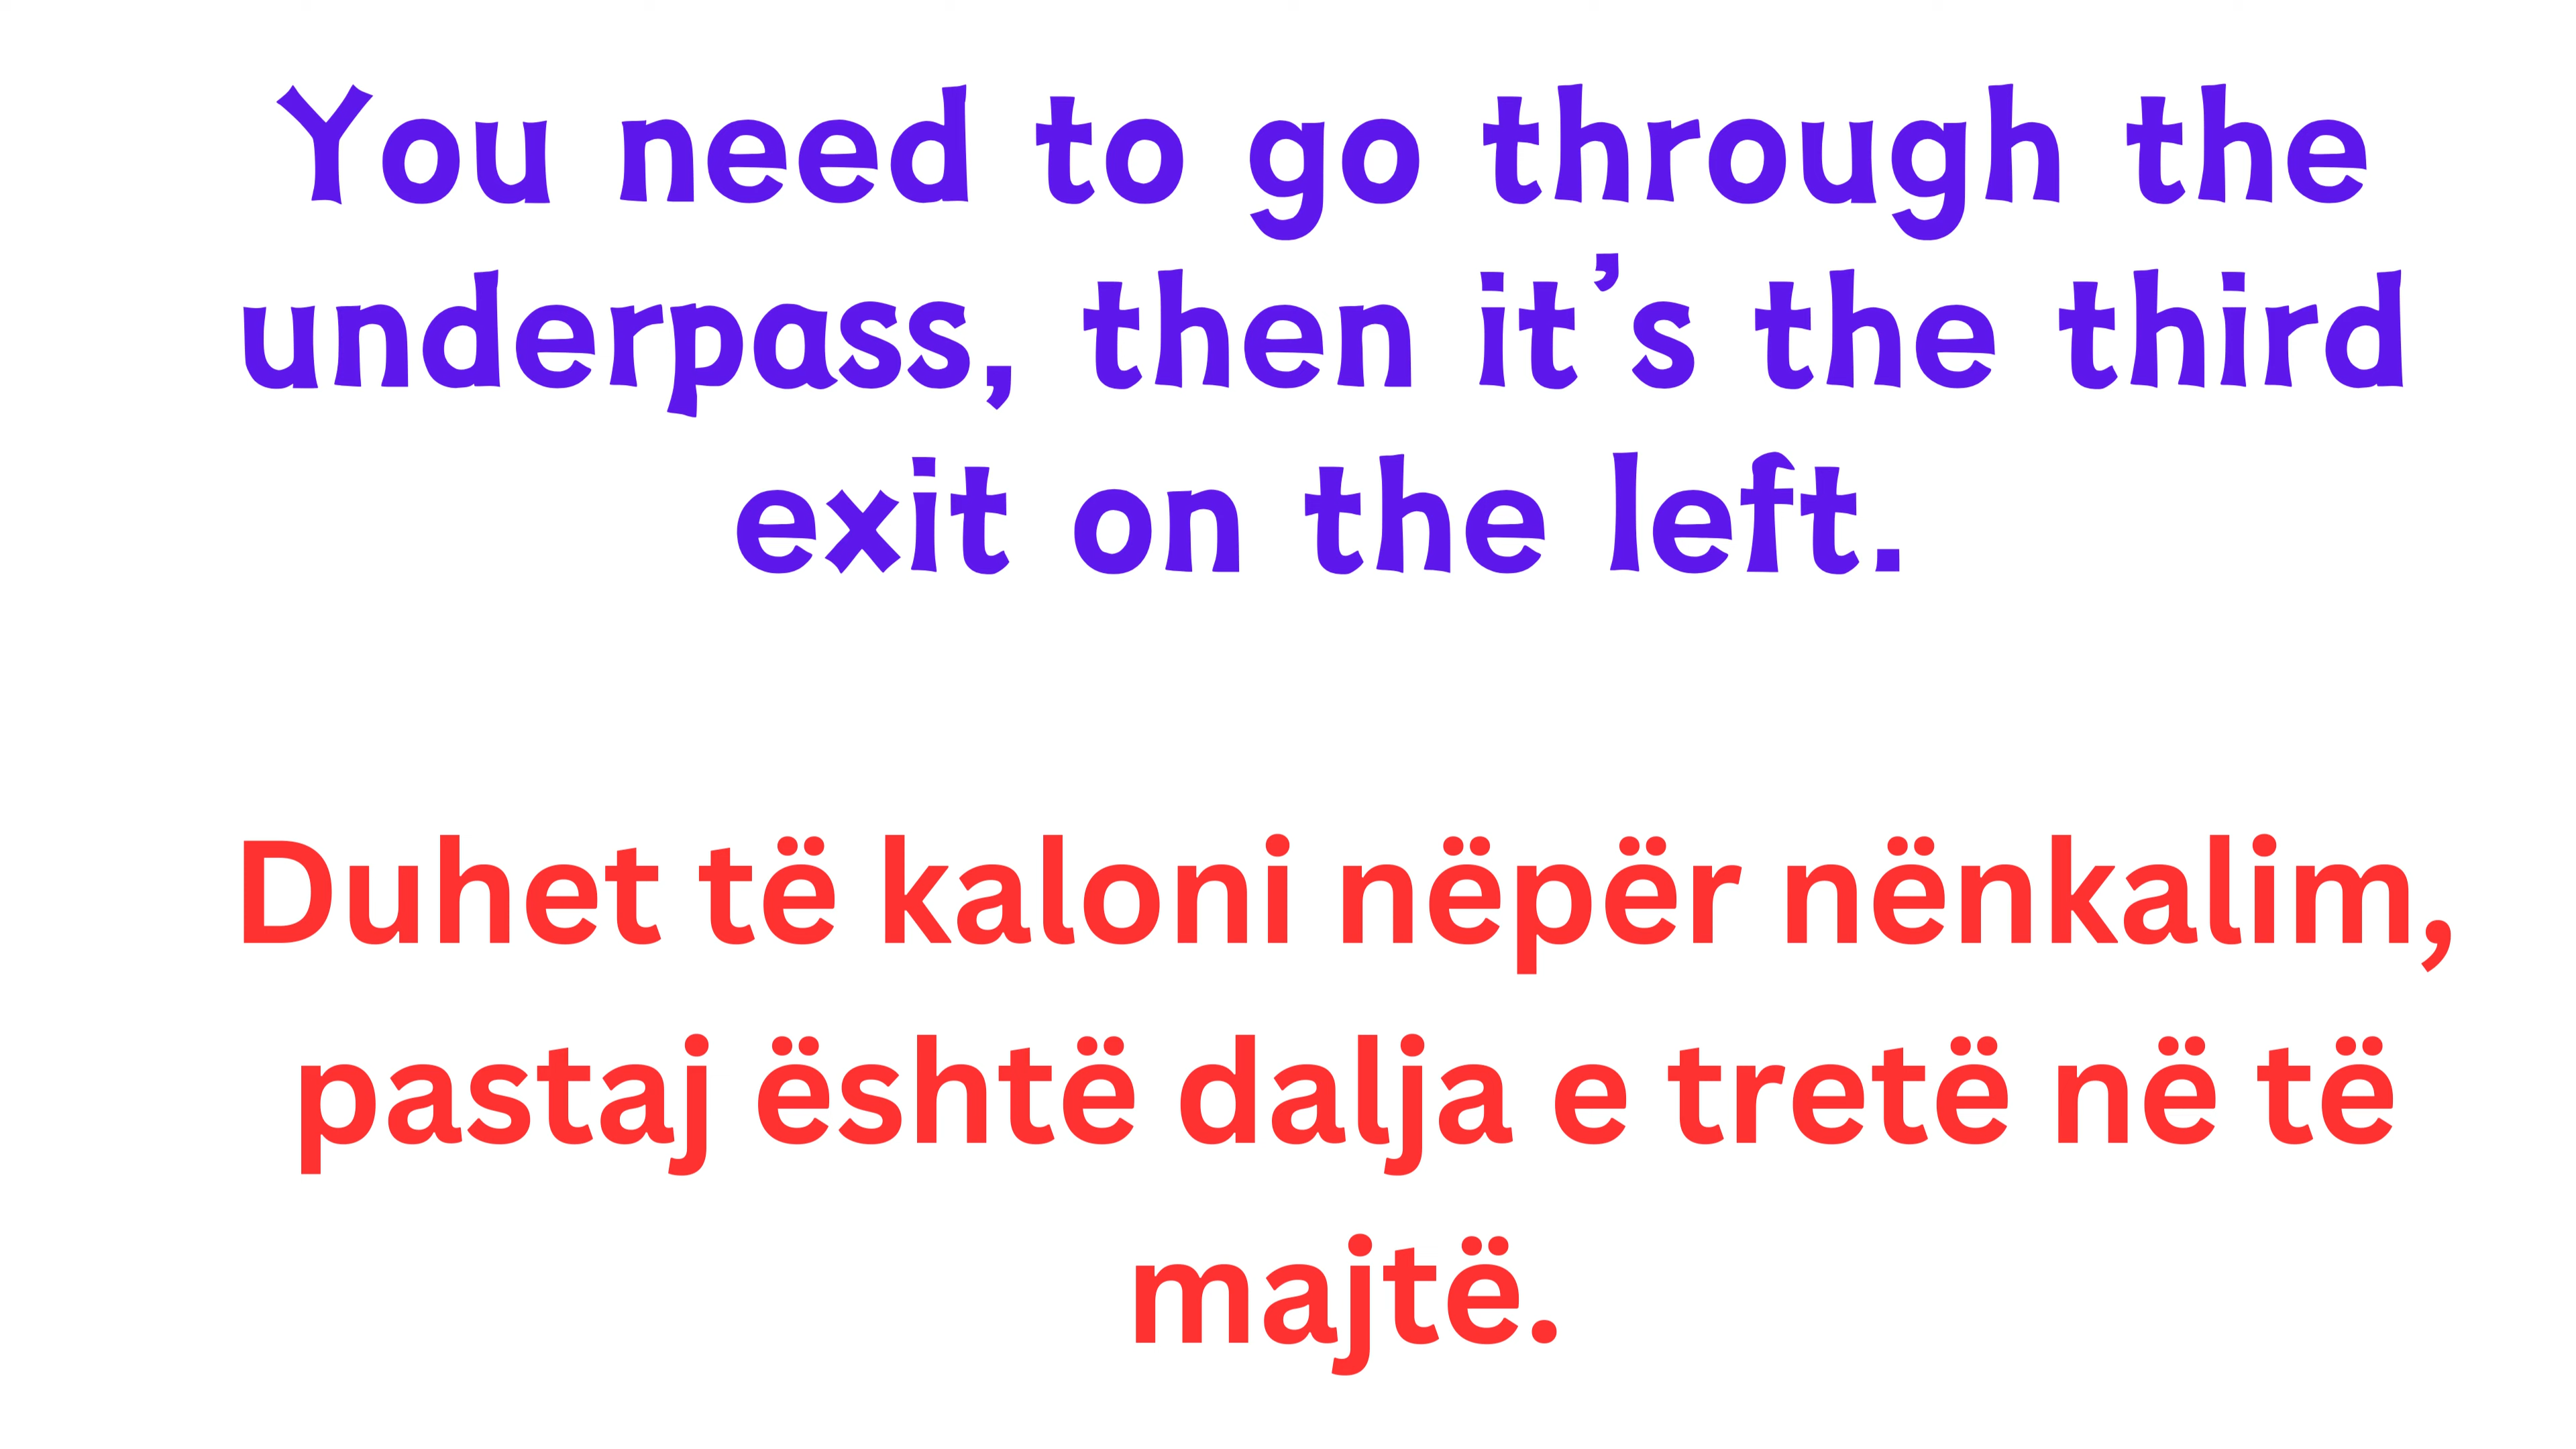 You need to go through the
underpass, then it’s the third
exit on the left.
Duhet të kaloni nëpër nënkalim,
pastaj është dalja e tretë në të
majtë.